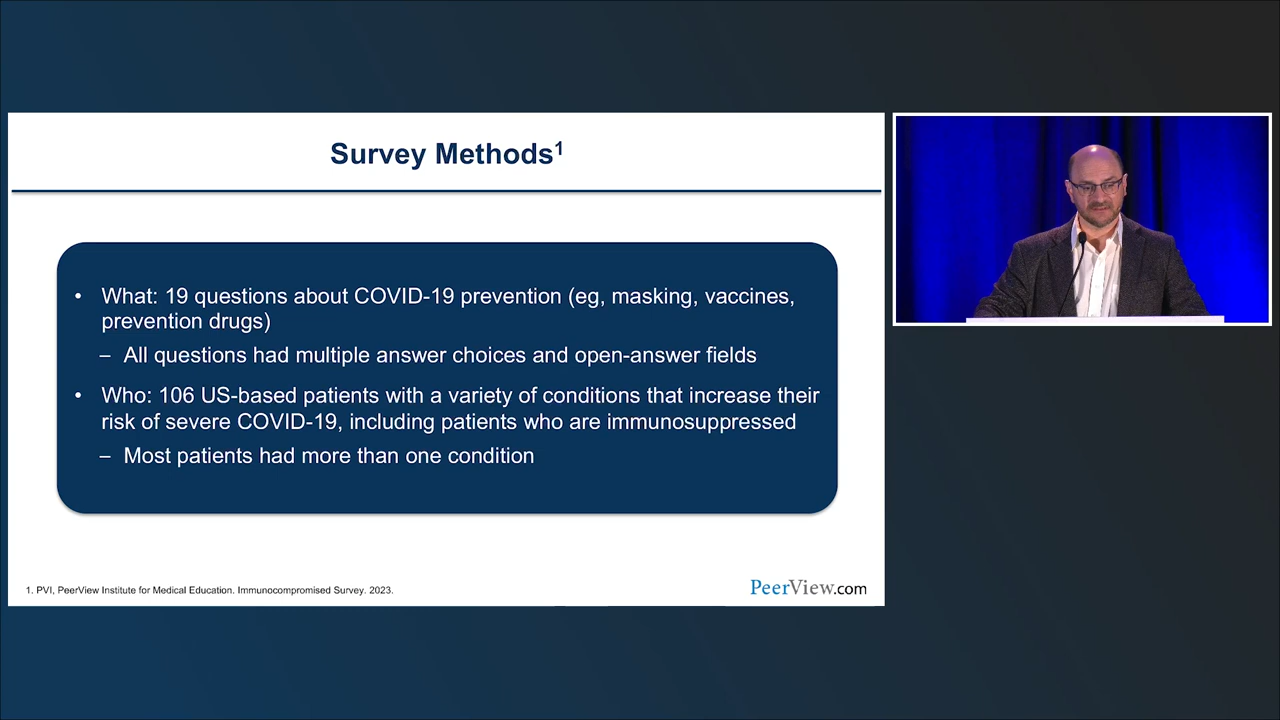 Survey Methods¹
• What: 19 questions about COVID-19 prevention (eg, masking, vaccines,
prevention drugs)
– All questions had multiple answer choices and open-answer fields
• Who: 106 US-based patients with a variety of conditions that increase their
risk of severe COVID-19, including patients who are immunosuppressed
– Most patients had more than one condition
1. PVI, PeerView Institute for Medical Education. Immunocompromised Survey. 2023.
PeerView.com